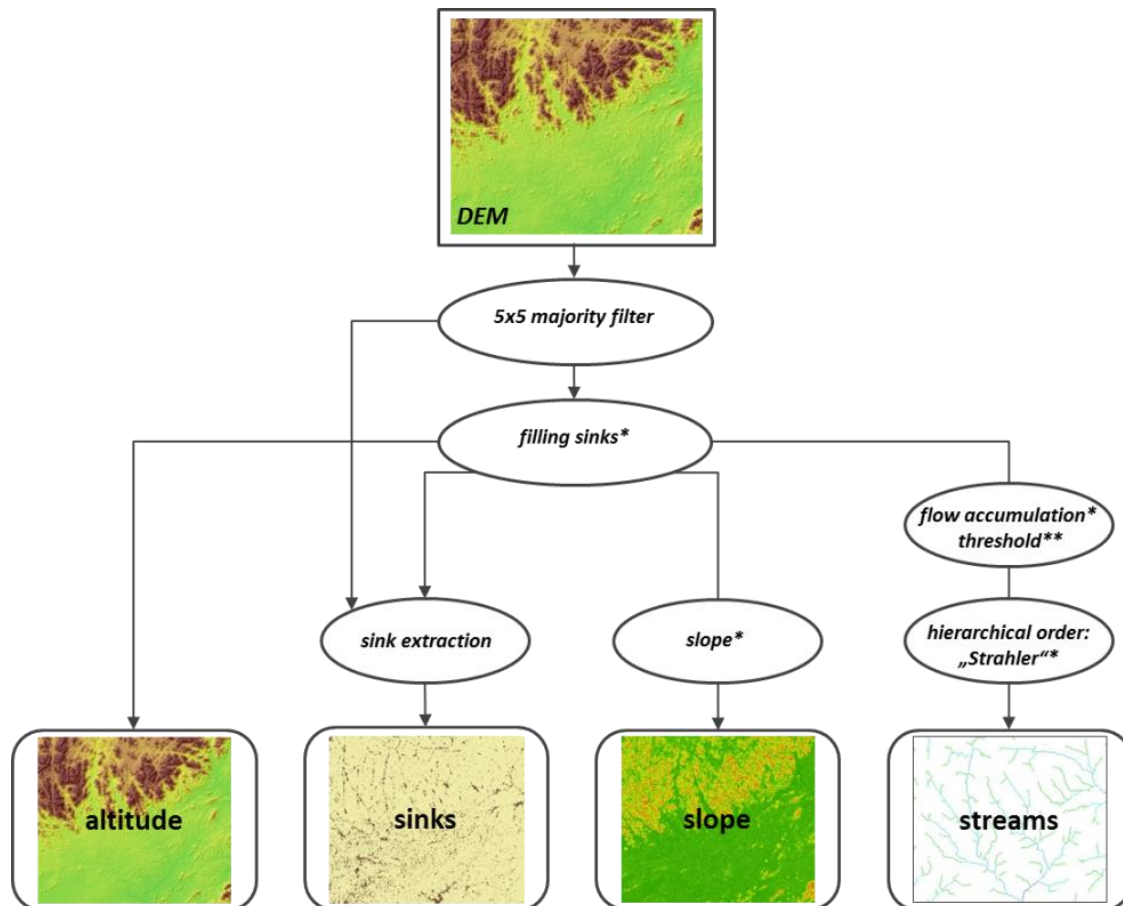 DEM
5x5 majority filter
filling sinks*
flow accumulation*
threshold**
sink extraction
slope*
hierarchical order:
„Strahler“*
altitude
sinks
slope
streams